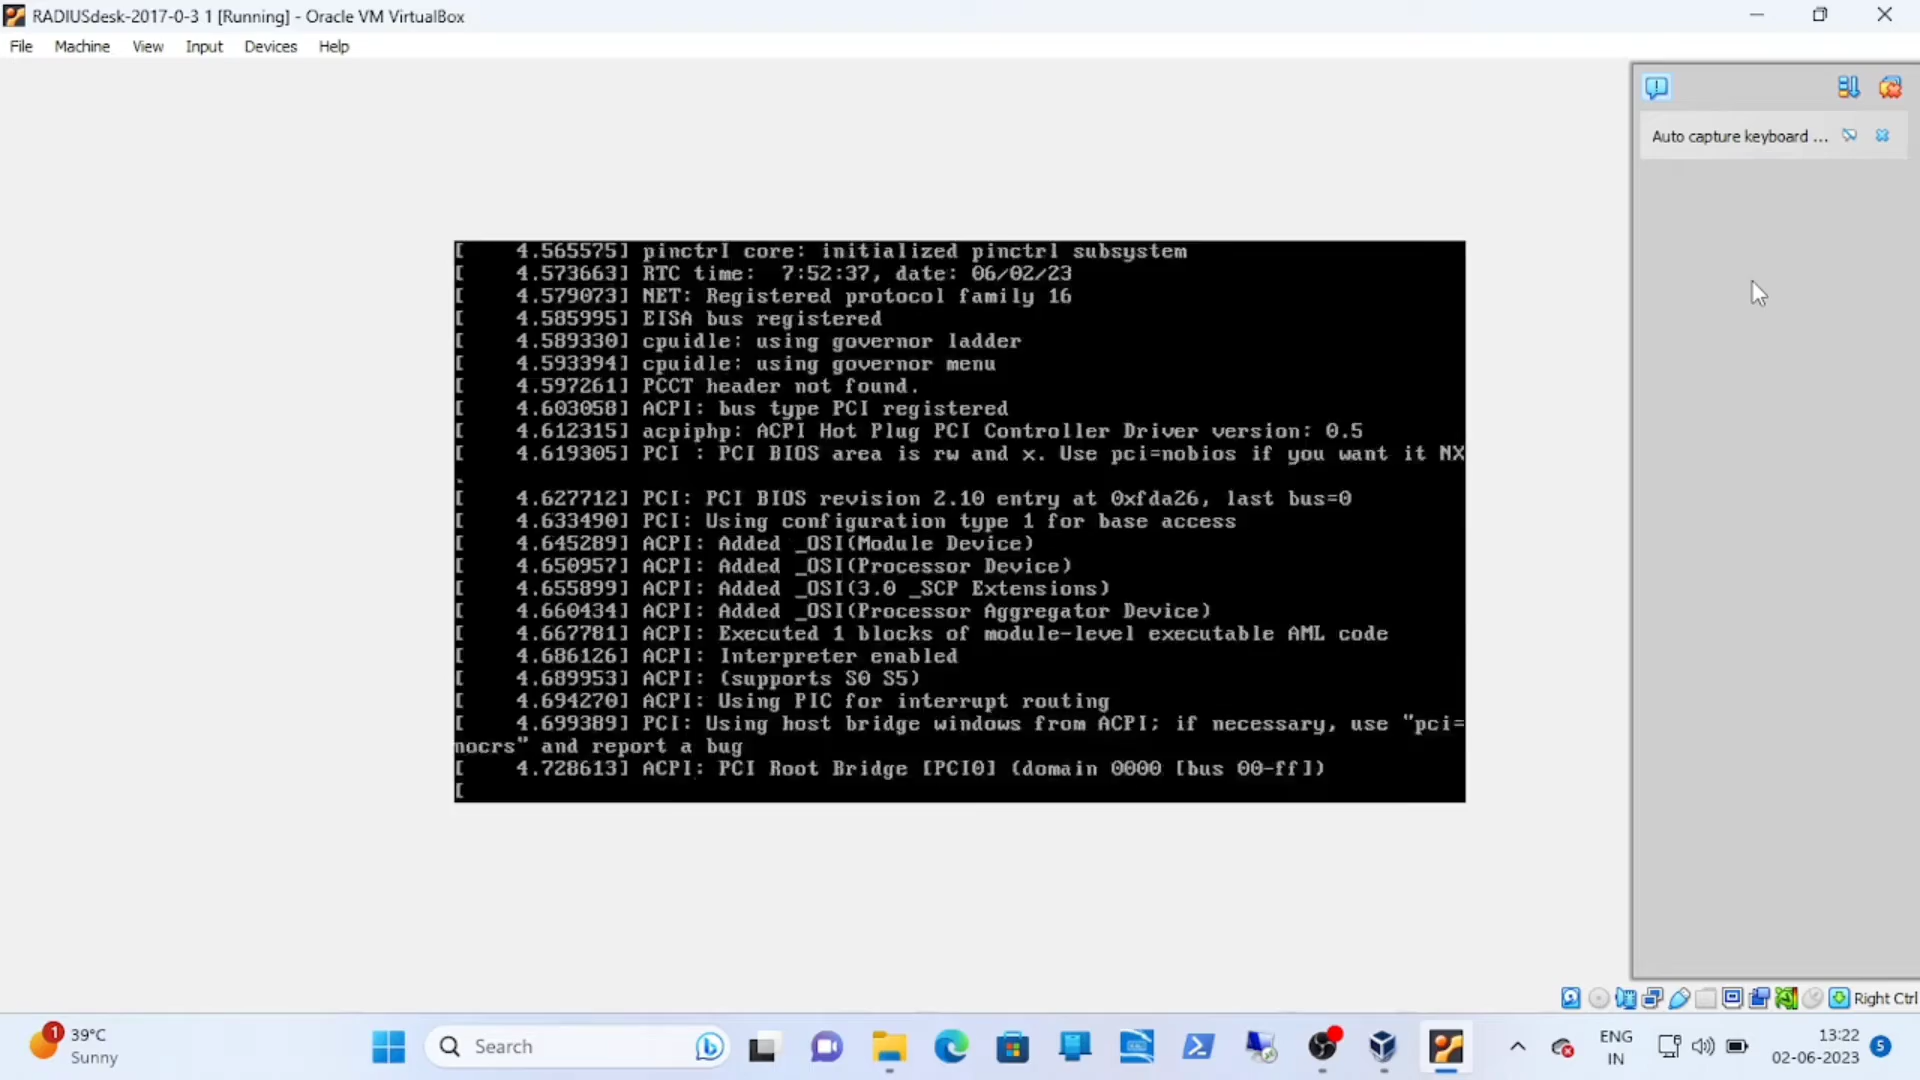 RADIUSdesk-2017-0-3 1 [Running] - Oracle VM VirtualBox
File Machine View Input Devices Help
Auto capture keyboard ...
[    4.565575] pinctrl core: initialized pinctrl subsystem
[    4.573663] RTC time:  7:52:37, date: 06/02/23
[    4.579073] NET: Registered protocol family 16
[    4.585995] EISA bus registered
[    4.589330] cpuidle: using governor ladder
[    4.593394] cpuidle: using governor menu
[    4.597261] PCCT header not found.
[    4.603058] ACPI: bus type PCI registered
[    4.612315] acpiphp: ACPI Hot Plug PCI Controller Driver version: 0.5
[    4.619305] PCI : PCI BIOS area is rw and x. Use pci=nobios if you want it NX
.
[    4.627712] PCI: PCI BIOS revision 2.10 entry at 0xfda26, last bus=0
[    4.633490] PCI: Using configuration type 1 for base access
[    4.645289] ACPI: Added _OSI(Module Device)
[    4.650957] ACPI: Added _OSI(Processor Device)
[    4.655899] ACPI: Added _OSI(3.0 _SCP Extensions)
[    4.660434] ACPI: Added _OSI(Processor Aggregator Device)
[    4.667781] ACPI: Executed 1 blocks of module-level executable AML code
[    4.686126] ACPI: Interpreter enabled
[    4.689953] ACPI: (supports S0 S5)
[    4.694270] ACPI: Using PIC for interrupt routing
[    4.699389] PCI: Using host bridge windows from ACPI; if necessary, use "pci=
nocrs" and report a bug
[    4.728613] ACPI: PCI Root Bridge [PCI0] (domain 0000 [bus 00-ff])
[
Right Ctrl
1
39°C
Sunny
Search
ENG
IN
13:22
02-06-2023
5